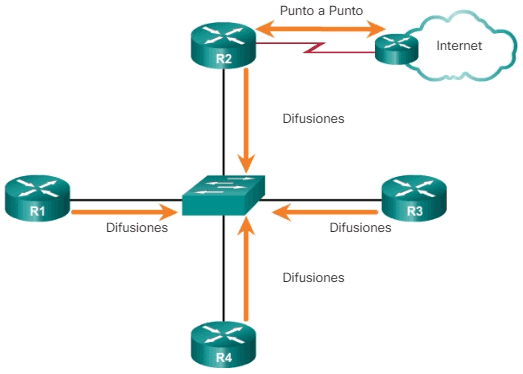 Punto a Punto
Internet
R2
Difusiones
R1
R3
Difusiones
Difusiones
Difusiones
R4